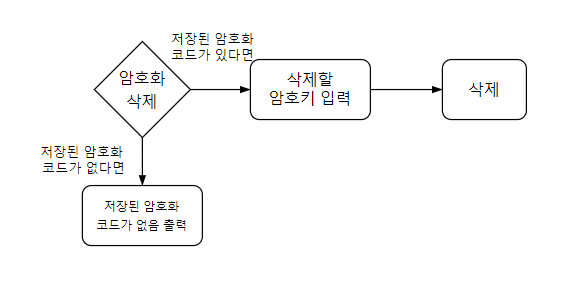 저장된 암호화
코드가 있다면
암호화
삭제
삭제할
암호키 입력
삭제
저장된 암호화
코드가 없다면
저장된 암호화
코드가 없음 출력